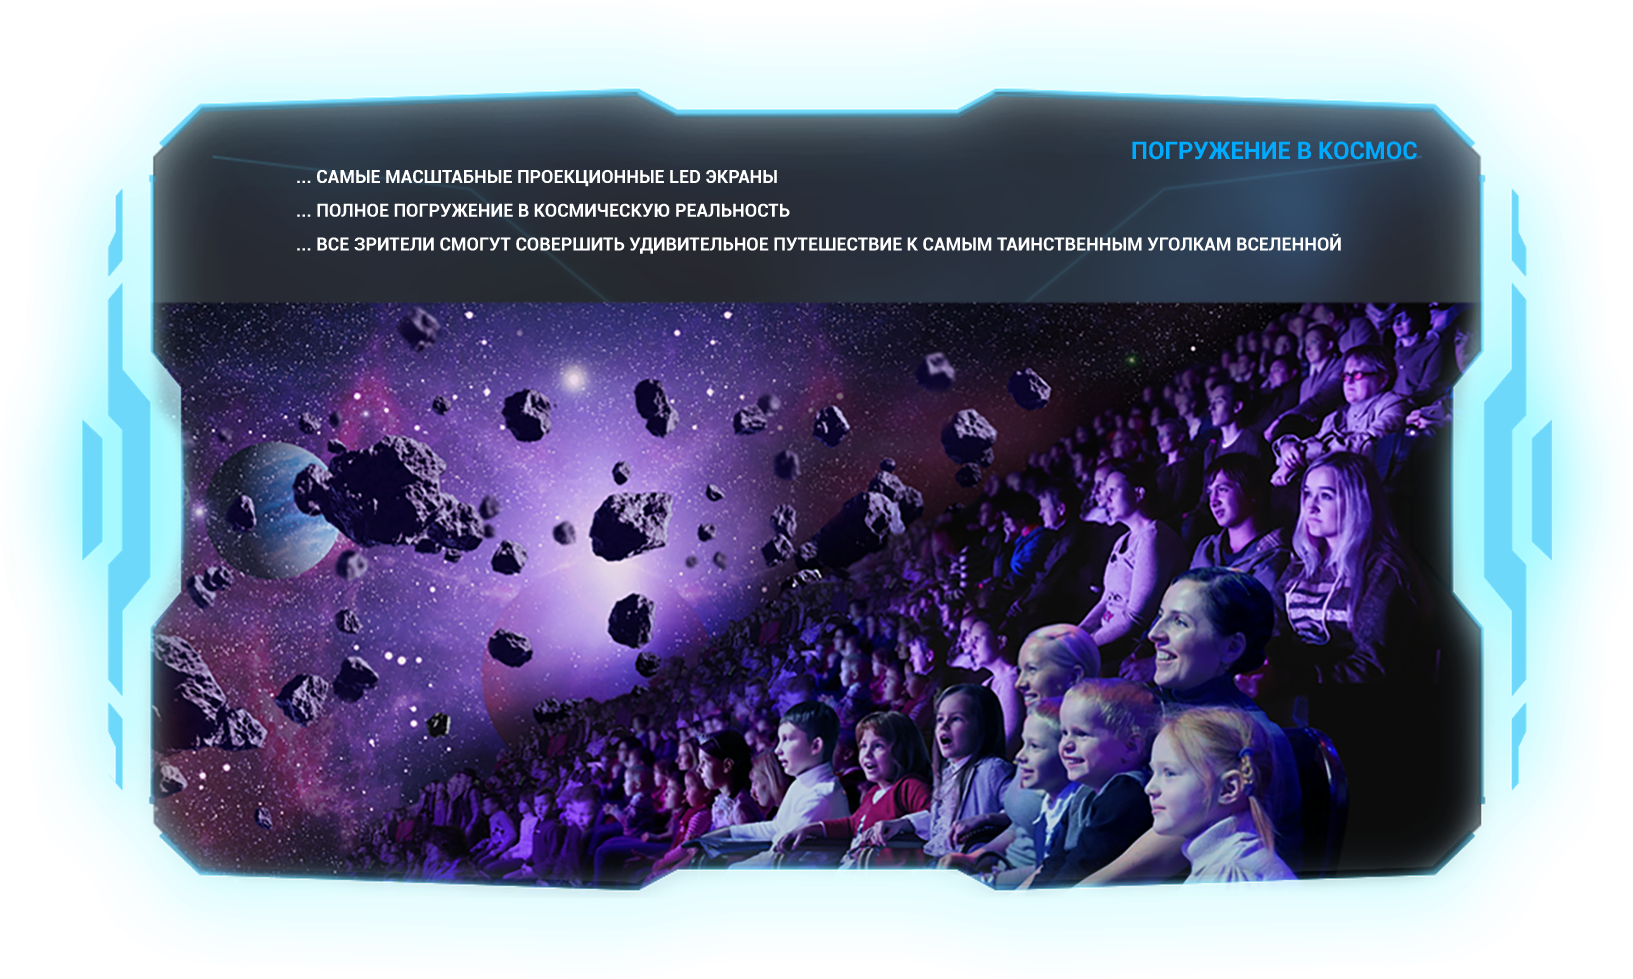 ПОГРУЖЕНИЕ В КОСМОС
... САМЫЕ МАСШТАБНЫЕ ПРОЕКЦИОННЫЕ LED ЭКРАНЫ
... ПОЛНОЕ ПОГРУЖЕНИЕ В КОСМИЧЕСКУЮ РЕАЛЬНОСТЬ
... ВСЕ ЗРИТЕЛИ СМОГУТ СОВЕРШИТЬ УДИВИТЕЛЬНОЕ ПУТЕШЕСТВИЕ К САМЫМ ТАИНСТВЕННЫМ УГОЛКАМ ВСЕЛЕННОЙ